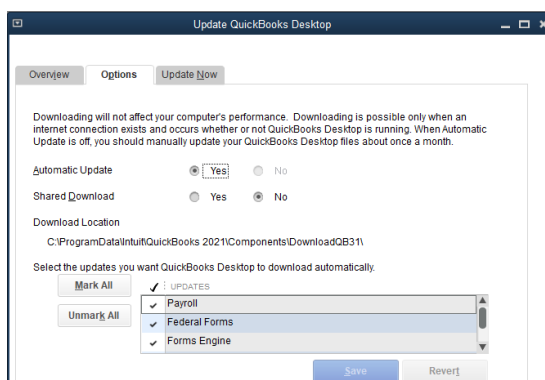 Update QuickBooks Desktop
Overview Options Update Now
Downloading will not affect your computer's performance. Downloading is possible only when an
internet connection exists and occurs whether or not QuickBooks Desktop is running. When Automatic
Update is off, you should manually update your QuickBooks Desktop files about once a month.
Automatic Update Yes No
Shared Download Yes No
Download Location
C:\ProgramData\Intuit\QuickBooks 2021\Components\DownloadQB31\
Select the updates you want QuickBooks Desktop to download automatically.
Mark All
UPDATES
Payroll
Unmark All
Federal Forms
Forms Engine
Save Revert